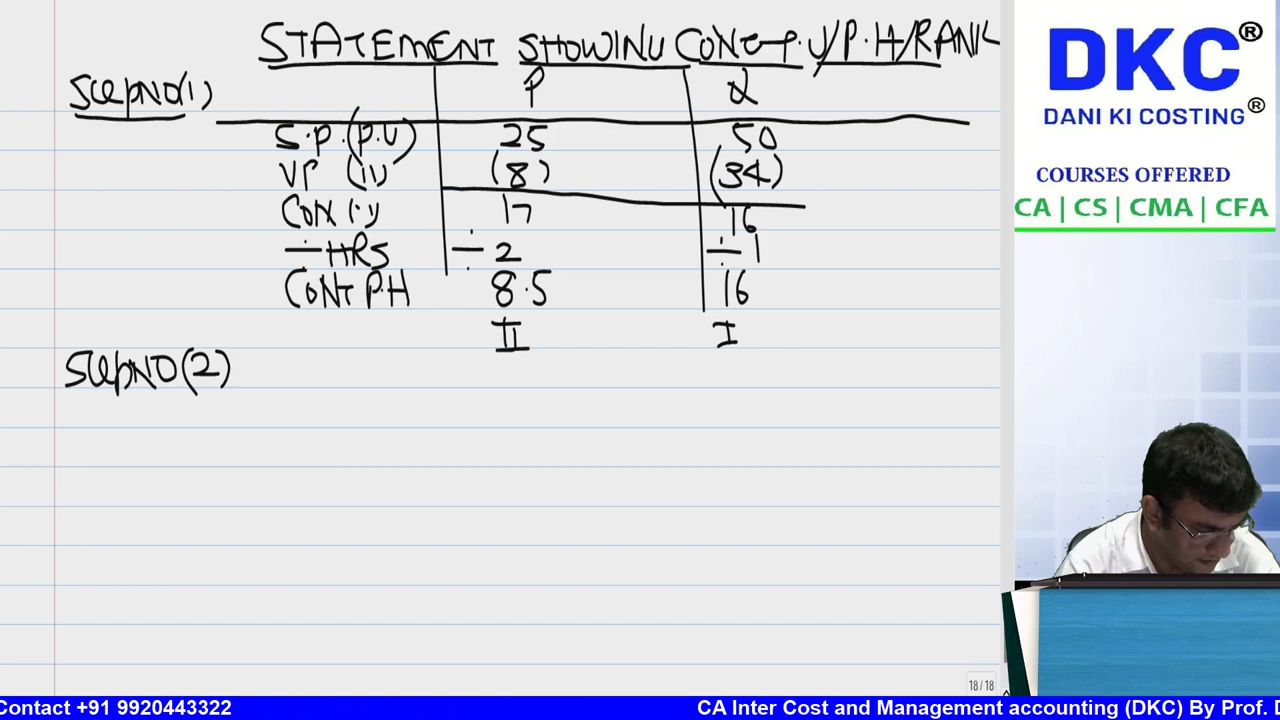 STATEMENT SHOWING CONT P.U/P.H/RANK
Step NO(1) P Q
S.P. (P.U) 25 50
VP (") (8) (34)
CON (") 17 16
÷ HRS ÷ 2 ÷ 1
CONT P.H 8.5 16
II I
Step NO(2)
DKC®
DANI KI COSTING®
COURSES OFFERED
CA | CS | CMA | CFA
18/18
Contact +91 9920443322 CA Inter Cost and Management accounting (DKC) By Prof. D